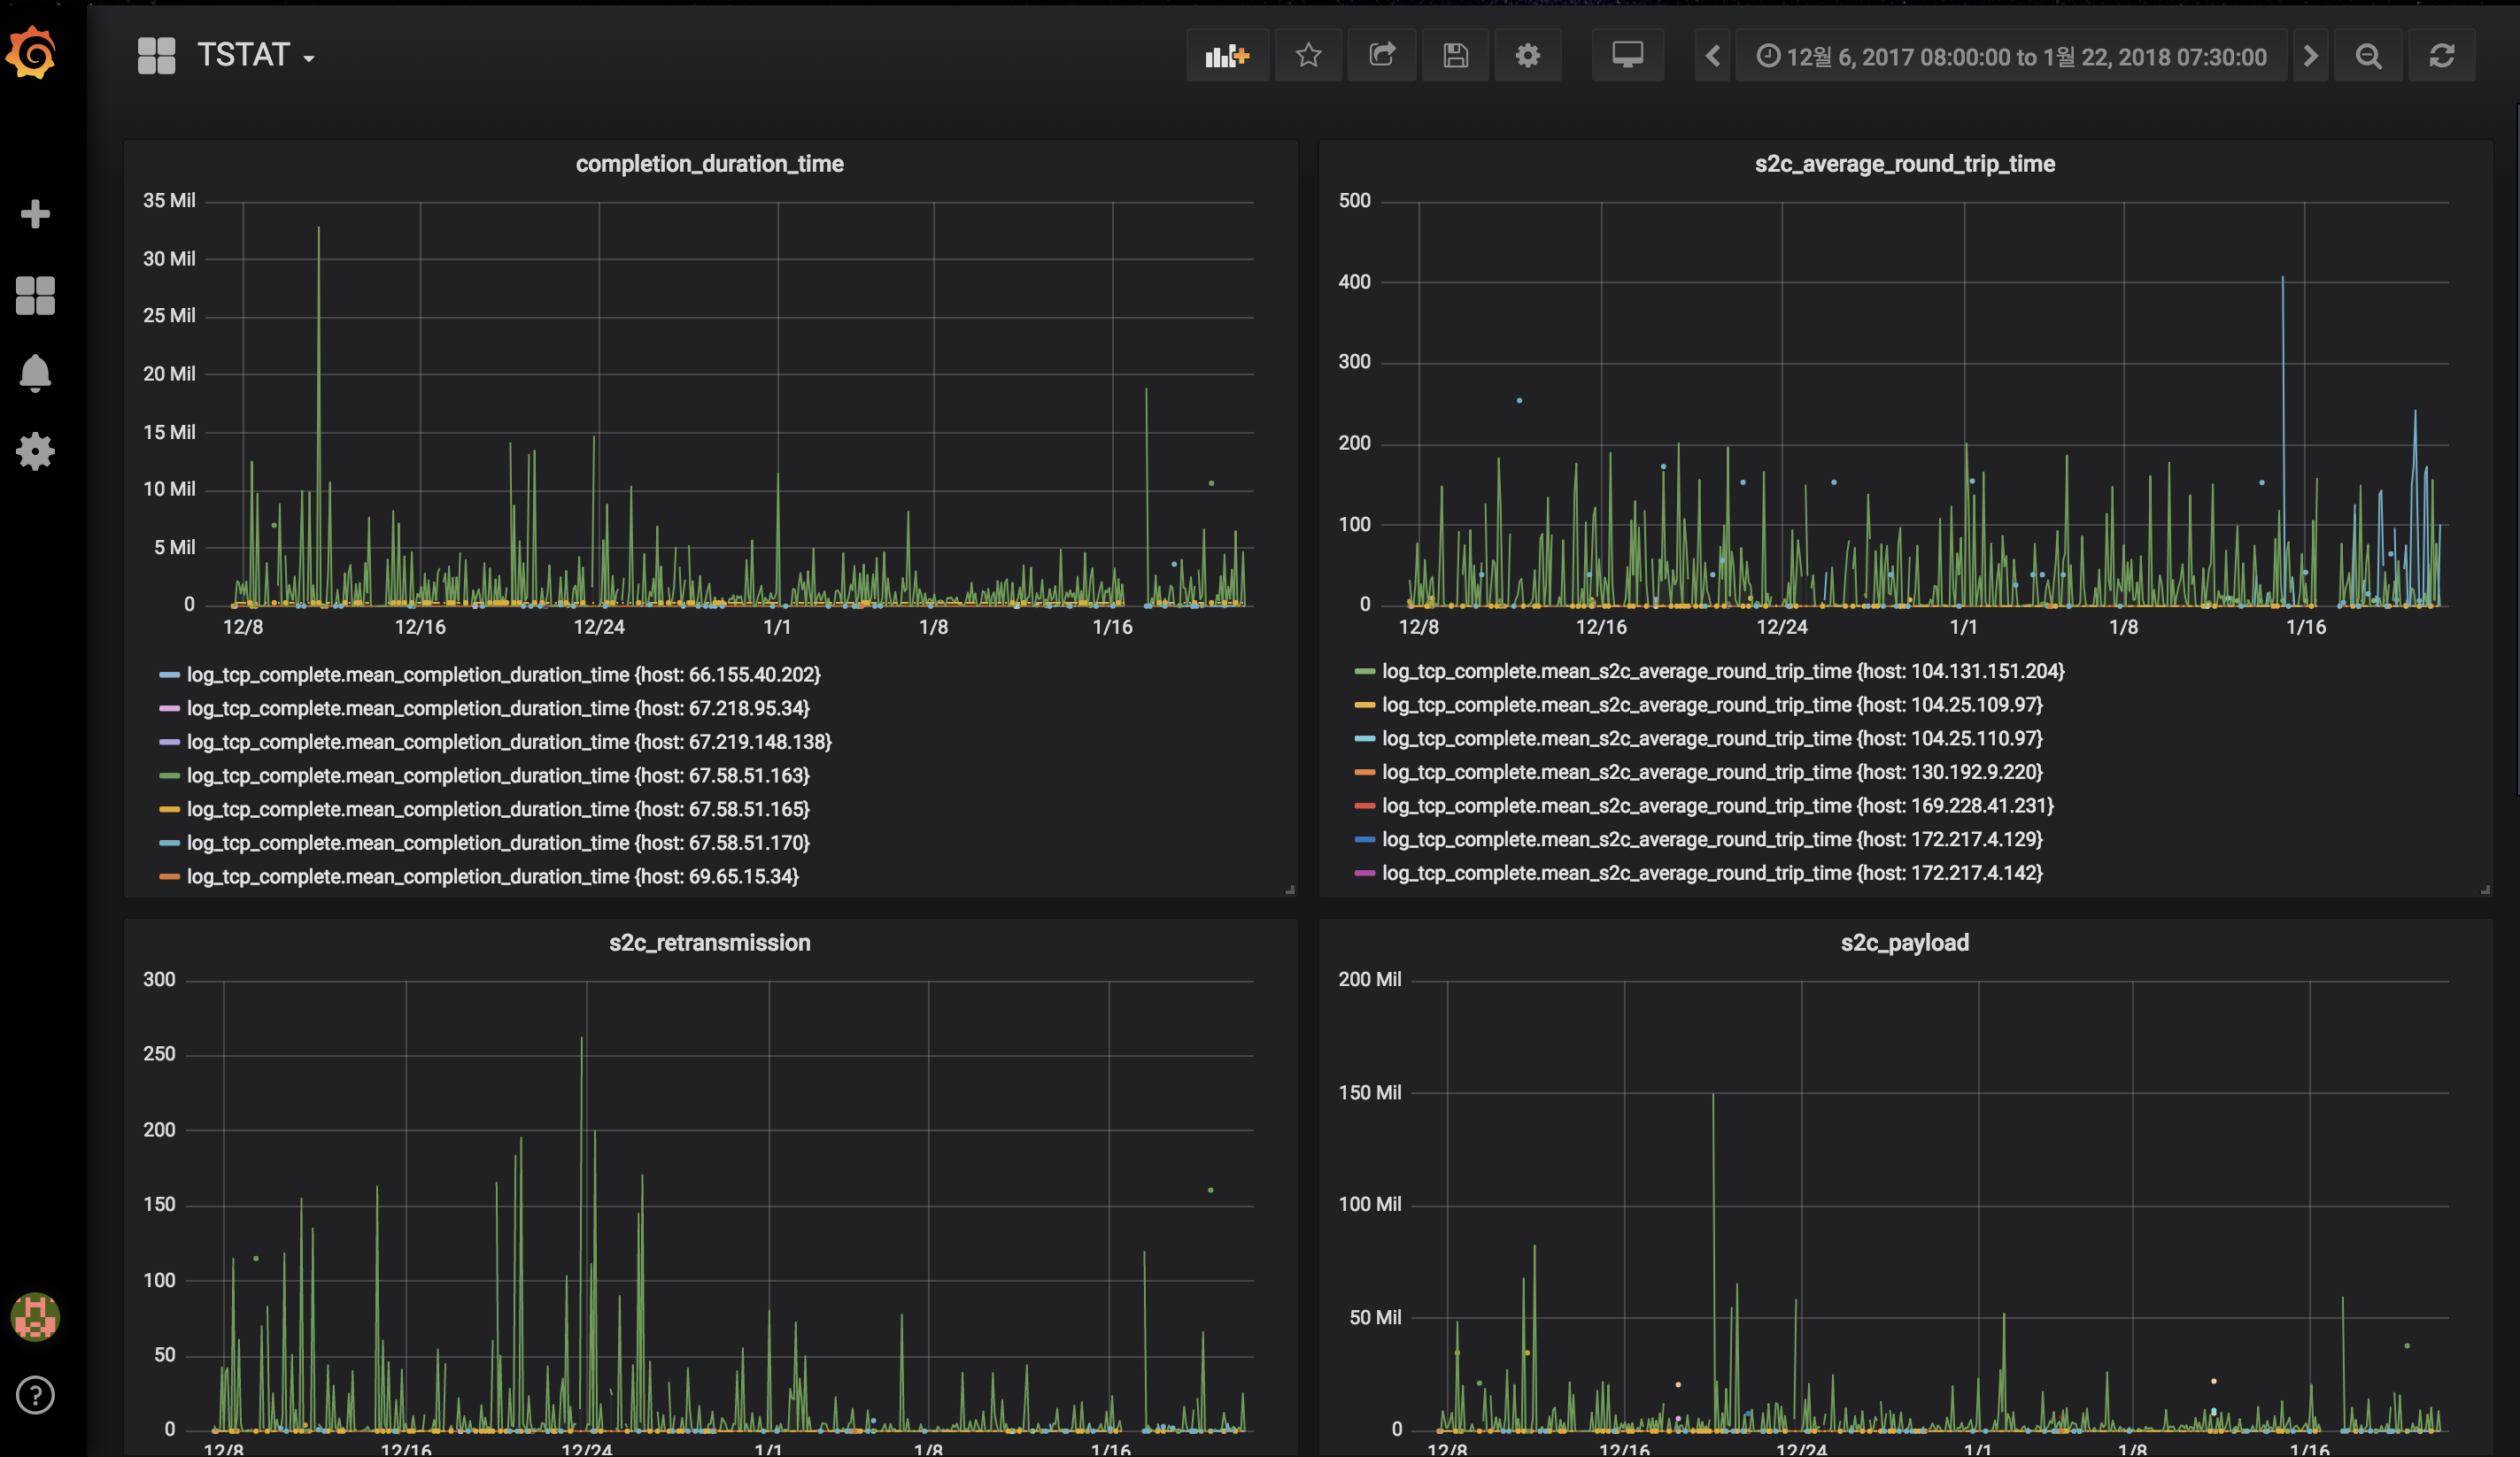 TSTAT
12월 6, 2017 08:00:00 to 1월 22, 2018 07:30:00
completion_duration_time
35 Mil
30 Mil
25 Mil
20 Mil
15 Mil
10 Mil
5 Mil
0
12/8 12/16 12/24 1/1 1/8 1/16
log_tcp_complete.mean_completion_duration_time {host: 66.155.40.202}
log_tcp_complete.mean_completion_duration_time {host: 67.218.95.34}
log_tcp_complete.mean_completion_duration_time {host: 67.219.148.138}
log_tcp_complete.mean_completion_duration_time {host: 67.58.51.163}
log_tcp_complete.mean_completion_duration_time {host: 67.58.51.165}
log_tcp_complete.mean_completion_duration_time {host: 67.58.51.170}
log_tcp_complete.mean_completion_duration_time {host: 69.65.15.34}
s2c_average_round_trip_time
500
400
300
200
100
0
12/8 12/16 12/24 1/1 1/8 1/16
log_tcp_complete.mean_s2c_average_round_trip_time {host: 104.131.151.204}
log_tcp_complete.mean_s2c_average_round_trip_time {host: 104.25.109.97}
log_tcp_complete.mean_s2c_average_round_trip_time {host: 104.25.110.97}
log_tcp_complete.mean_s2c_average_round_trip_time {host: 130.192.9.220}
log_tcp_complete.mean_s2c_average_round_trip_time {host: 169.228.41.231}
log_tcp_complete.mean_s2c_average_round_trip_time {host: 172.217.4.129}
log_tcp_complete.mean_s2c_average_round_trip_time {host: 172.217.4.142}
s2c_retransmission
300
250
200
150
100
50
0
12/8 12/16 12/24 1/1 1/8 1/16
s2c_payload
200 Mil
150 Mil
100 Mil
50 Mil
0
12/8 12/16 12/24 1/1 1/8 1/16